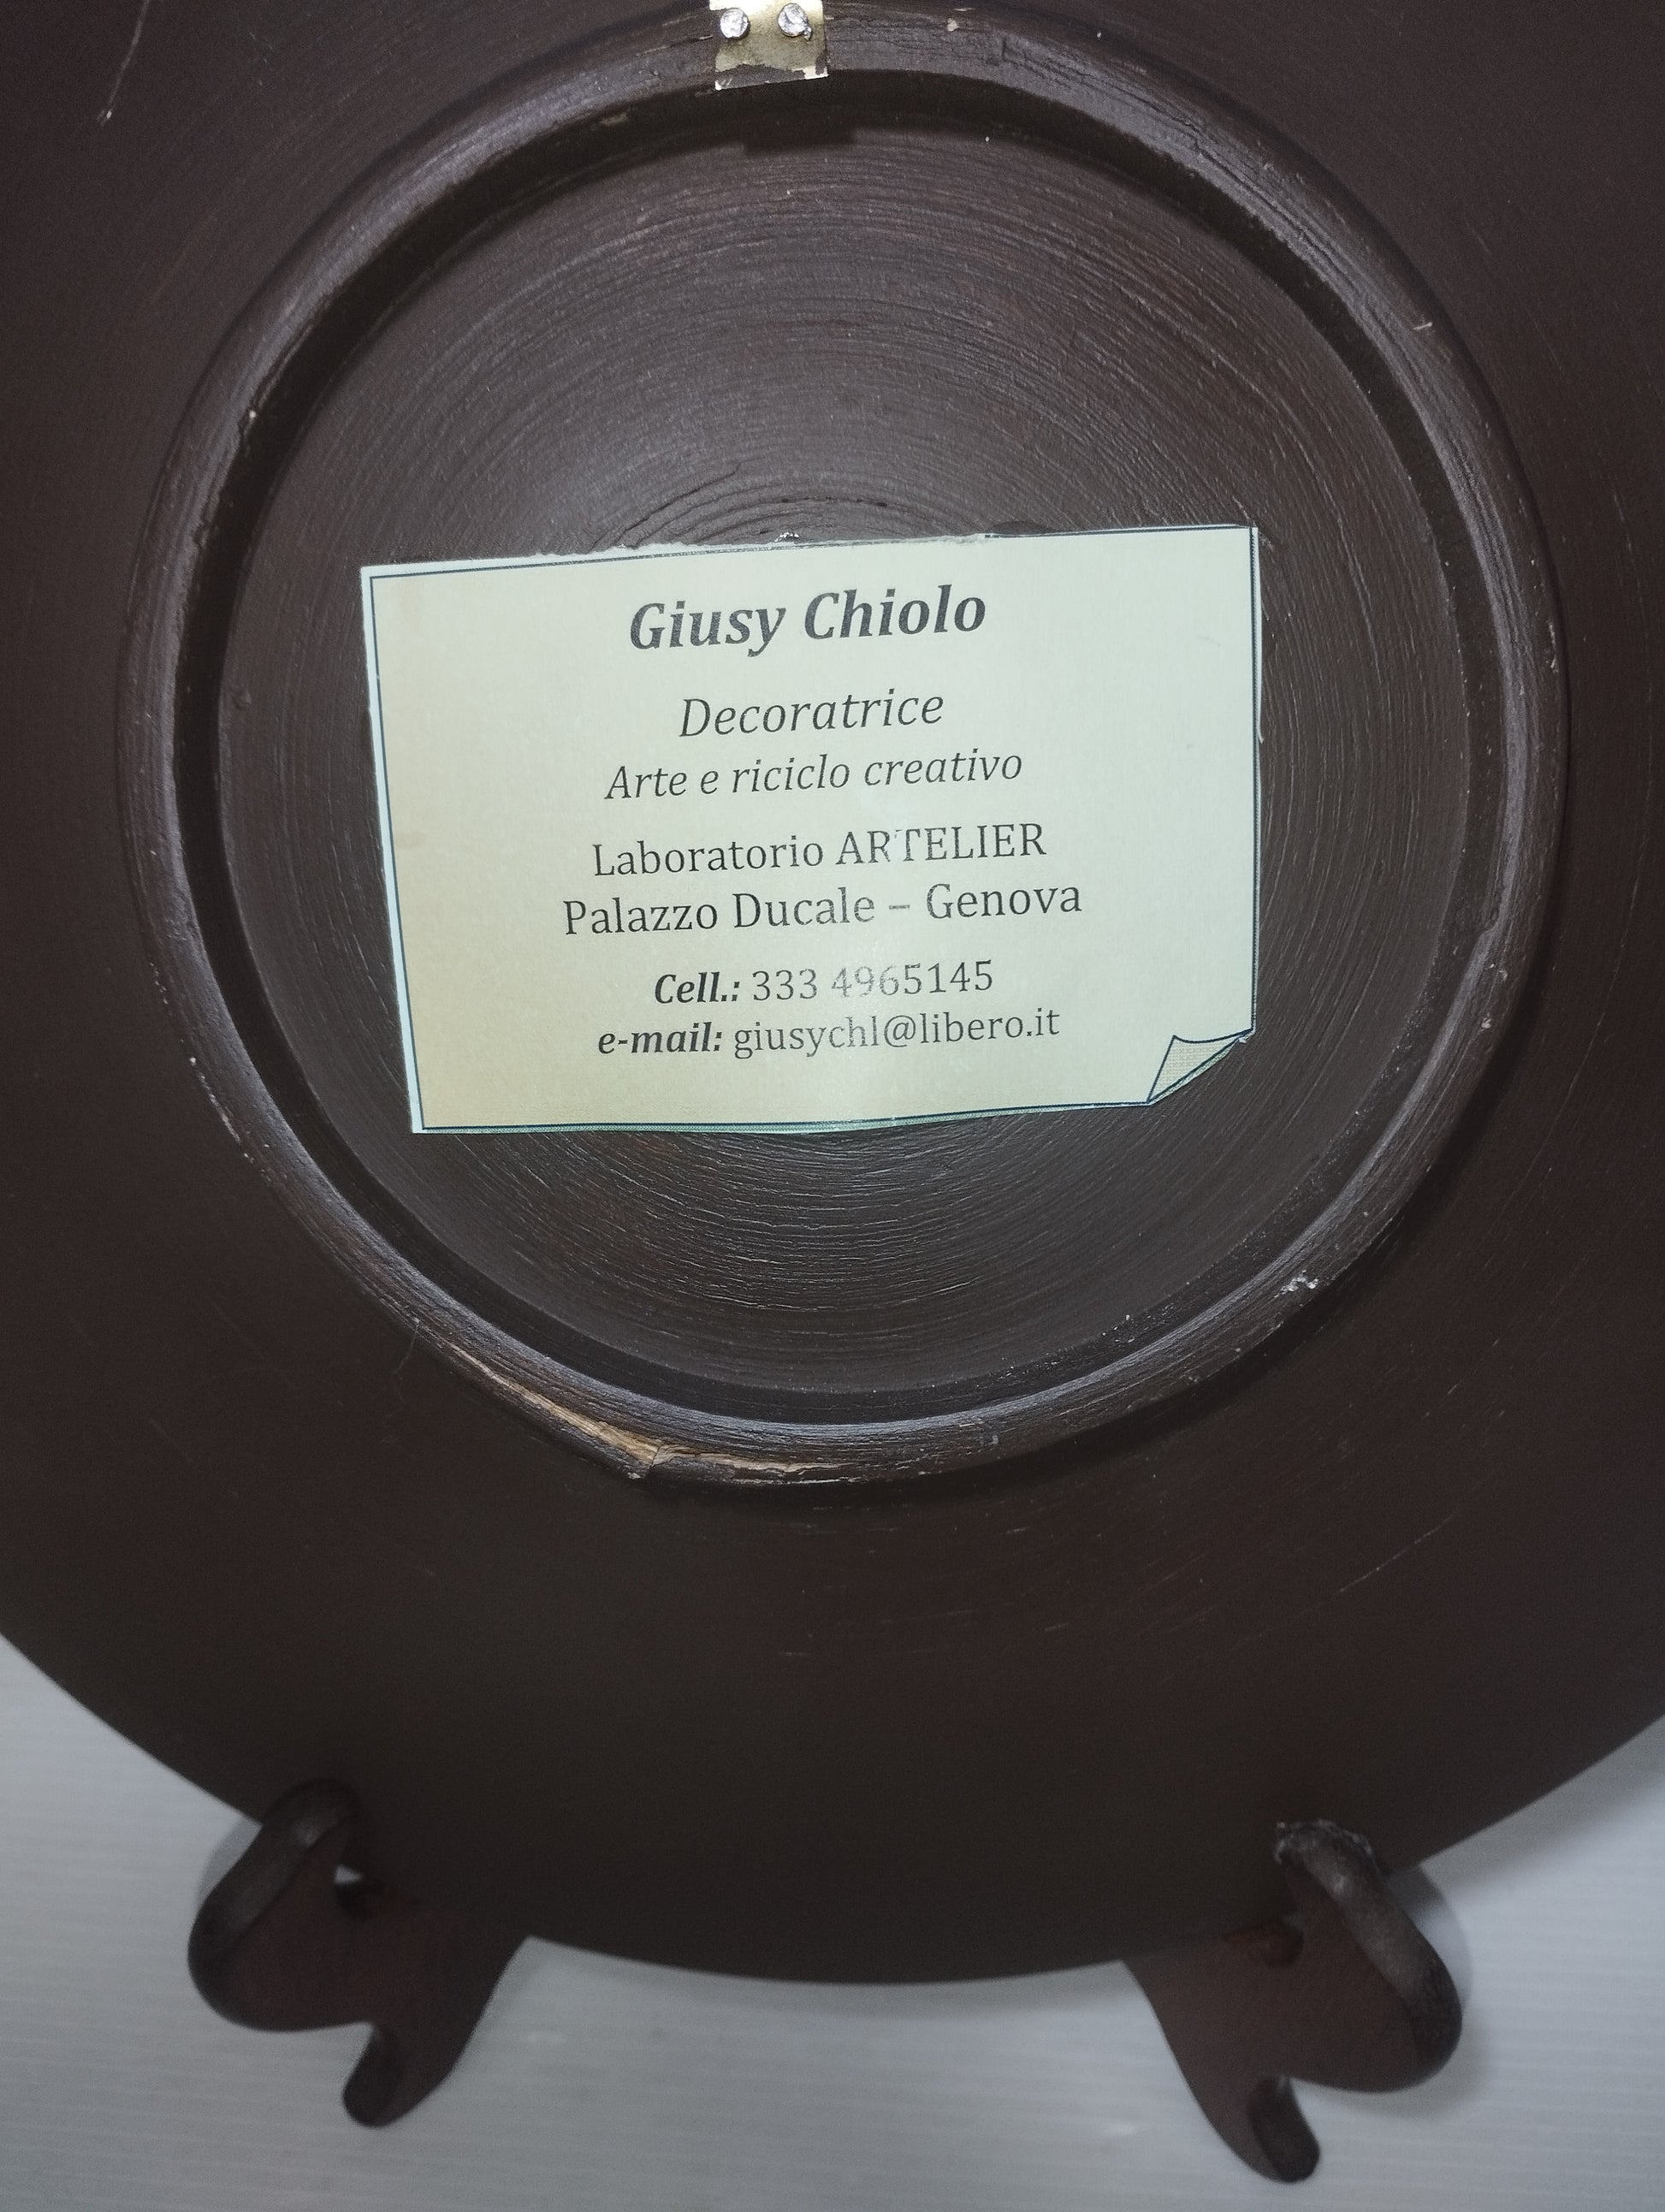 Giusy Chiolo
Decoratrice
Arte e riciclo creativo
Laboratorio ARTELIER
Palazzo Ducale – Genova
Cell.: 333 4965145
e-mail: giusychl@libero.it